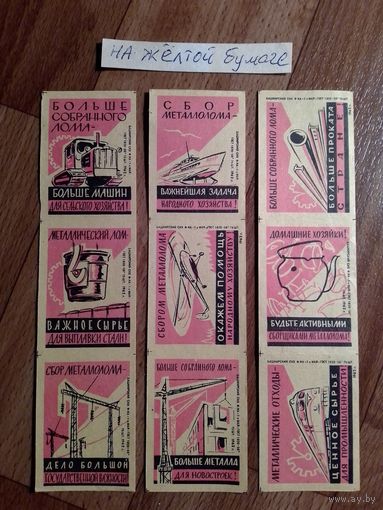 НА ЖЁЛТОЙ бумаге
БОЛЬШЕ
СОБРАННОГО
ЛОМА-
БОЛЬШЕ МАШИН
ДЛЯ СЕЛЬСКОГО ХОЗЯЙСТВА!
МЕТАЛЛИЧЕСКИЙ ЛОМ-
ВАЖНОЕ СЫРЬЕ
ДЛЯ ВЫПЛАВКИ СТАЛИ!
СБОР МЕТАЛЛОЛОМА-
ДЕЛО БОЛЬШОЙ
ГОСУДАРСТВЕННОЙ ВАЖНОСТИ!
СБОР
МЕТАЛЛОЛОМА-
ВАЖНЕЙШАЯ ЗАДАЧА
НАРОДНОГО ХОЗЯЙСТВА!
СБОРОМ МЕТАЛЛОЛОМА
ОКАЖЕМ ПОМОЩЬ
НАРОДНОМУ ХОЗЯЙСТВУ
БОЛЬШЕ СОБРАННОГО ЛОМА-
БОЛЬШЕ МЕТАЛЛА
ДЛЯ НОВОСТРОЕК!
БОЛЬШЕ СОБРАННОГО ЛОМА-
БОЛЬШЕ ПРОКАТА
СТРАНЕ
ДОМАШНИЕ ХОЗЯЙКИ!
БУДЬТЕ АКТИВНЫМИ
СБОРЩИКАМИ МЕТАЛЛОЛОМА!
МЕТАЛЛИЧЕСКИЕ ОТХОДЫ-
ЦЕННОЕ СЫРЬЕ
ДЛЯ ПРОМЫШЛЕННОСТИ
www.ay.by